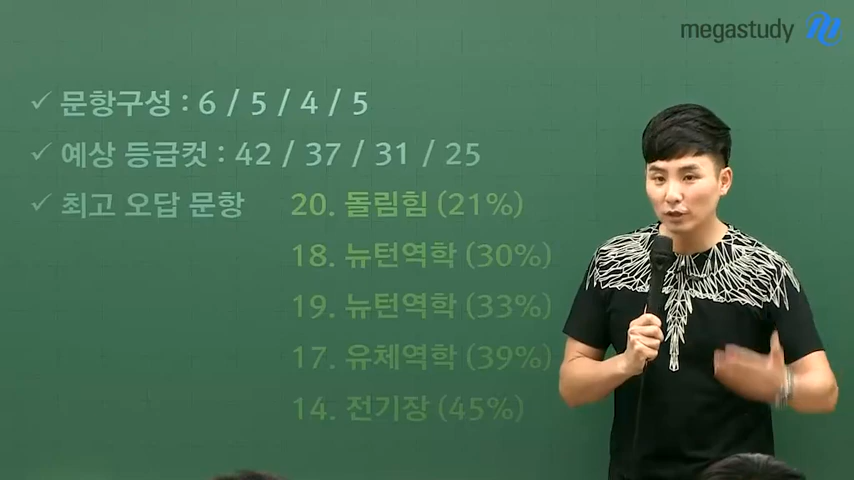 megastudy
✓ 문항구성 : 6 / 5 / 4 / 5
✓ 예상 등급컷 : 42 / 37 / 31 / 25
✓ 최고 오답 문항 20. 돌림힘 (21%)
18. 뉴턴역학 (30%)
19. 뉴턴역학 (33%)
17. 유체역학 (39%)
14. 전기장 (45%)